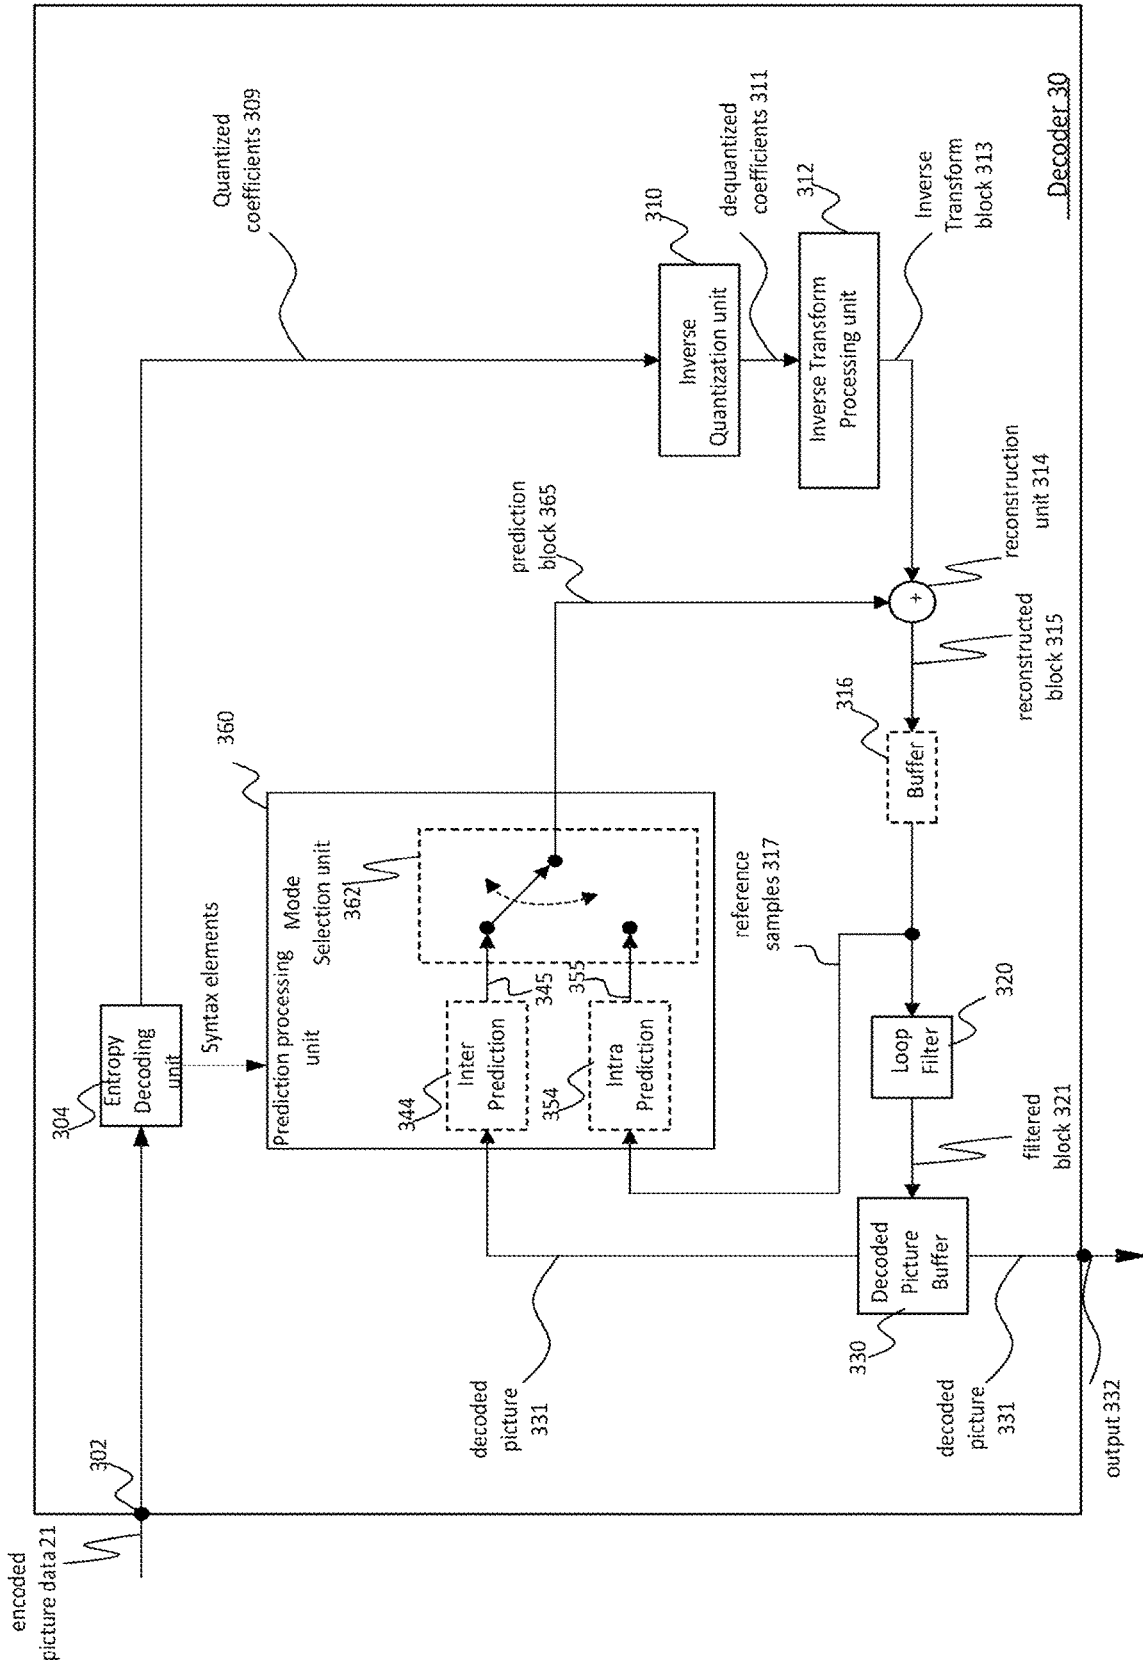 encoded
picture data 21
302
304
Entropy
Decoding
unit
Syntax elements
Quantized
coefficients 309
360
Prediction processing
unit
Mode
Selection unit
362
344
Inter
Prediction
345
354
Intra
Prediction
355
prediction
block 365
310
Inverse
Quantization unit
dequantized
coefficients 311
312
Inverse Transform
Processing unit
Inverse
Transform
block 313
+
reconstruction
unit 314
reconstructed
block 315
316
Buffer
reference
samples 317
320
Loop
Filter
filtered
block 321
Decoded
Picture
Buffer
330
decoded
picture
331
decoded
picture
331
output 332
Decoder 30